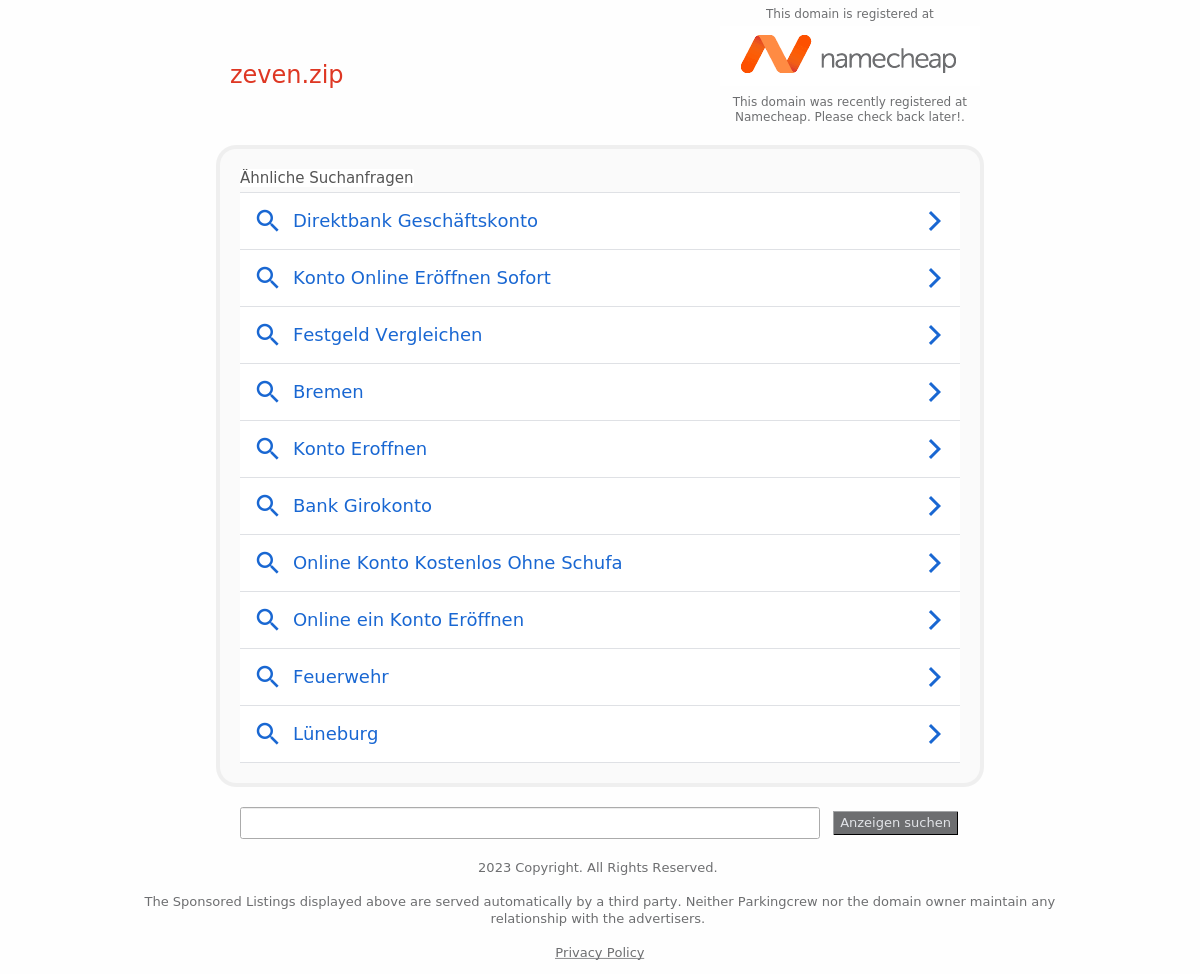 This domain is registered at
namecheap
zeven.zip
This domain was recently registered at
Namecheap. Please check back later!.
Ähnliche Suchanfragen
Direktbank Geschäftskonto
Konto Online Eröffnen Sofort
Festgeld Vergleichen
Bremen
Konto Eroffnen
Bank Girokonto
Online Konto Kostenlos Ohne Schufa
Online ein Konto Eröffnen
Feuerwehr
Lüneburg
Anzeigen suchen
2023 Copyright. All Rights Reserved.
The Sponsored Listings displayed above are served automatically by a third party. Neither Parkingcrew nor the domain owner maintain any
relationship with the advertisers.
Privacy Policy